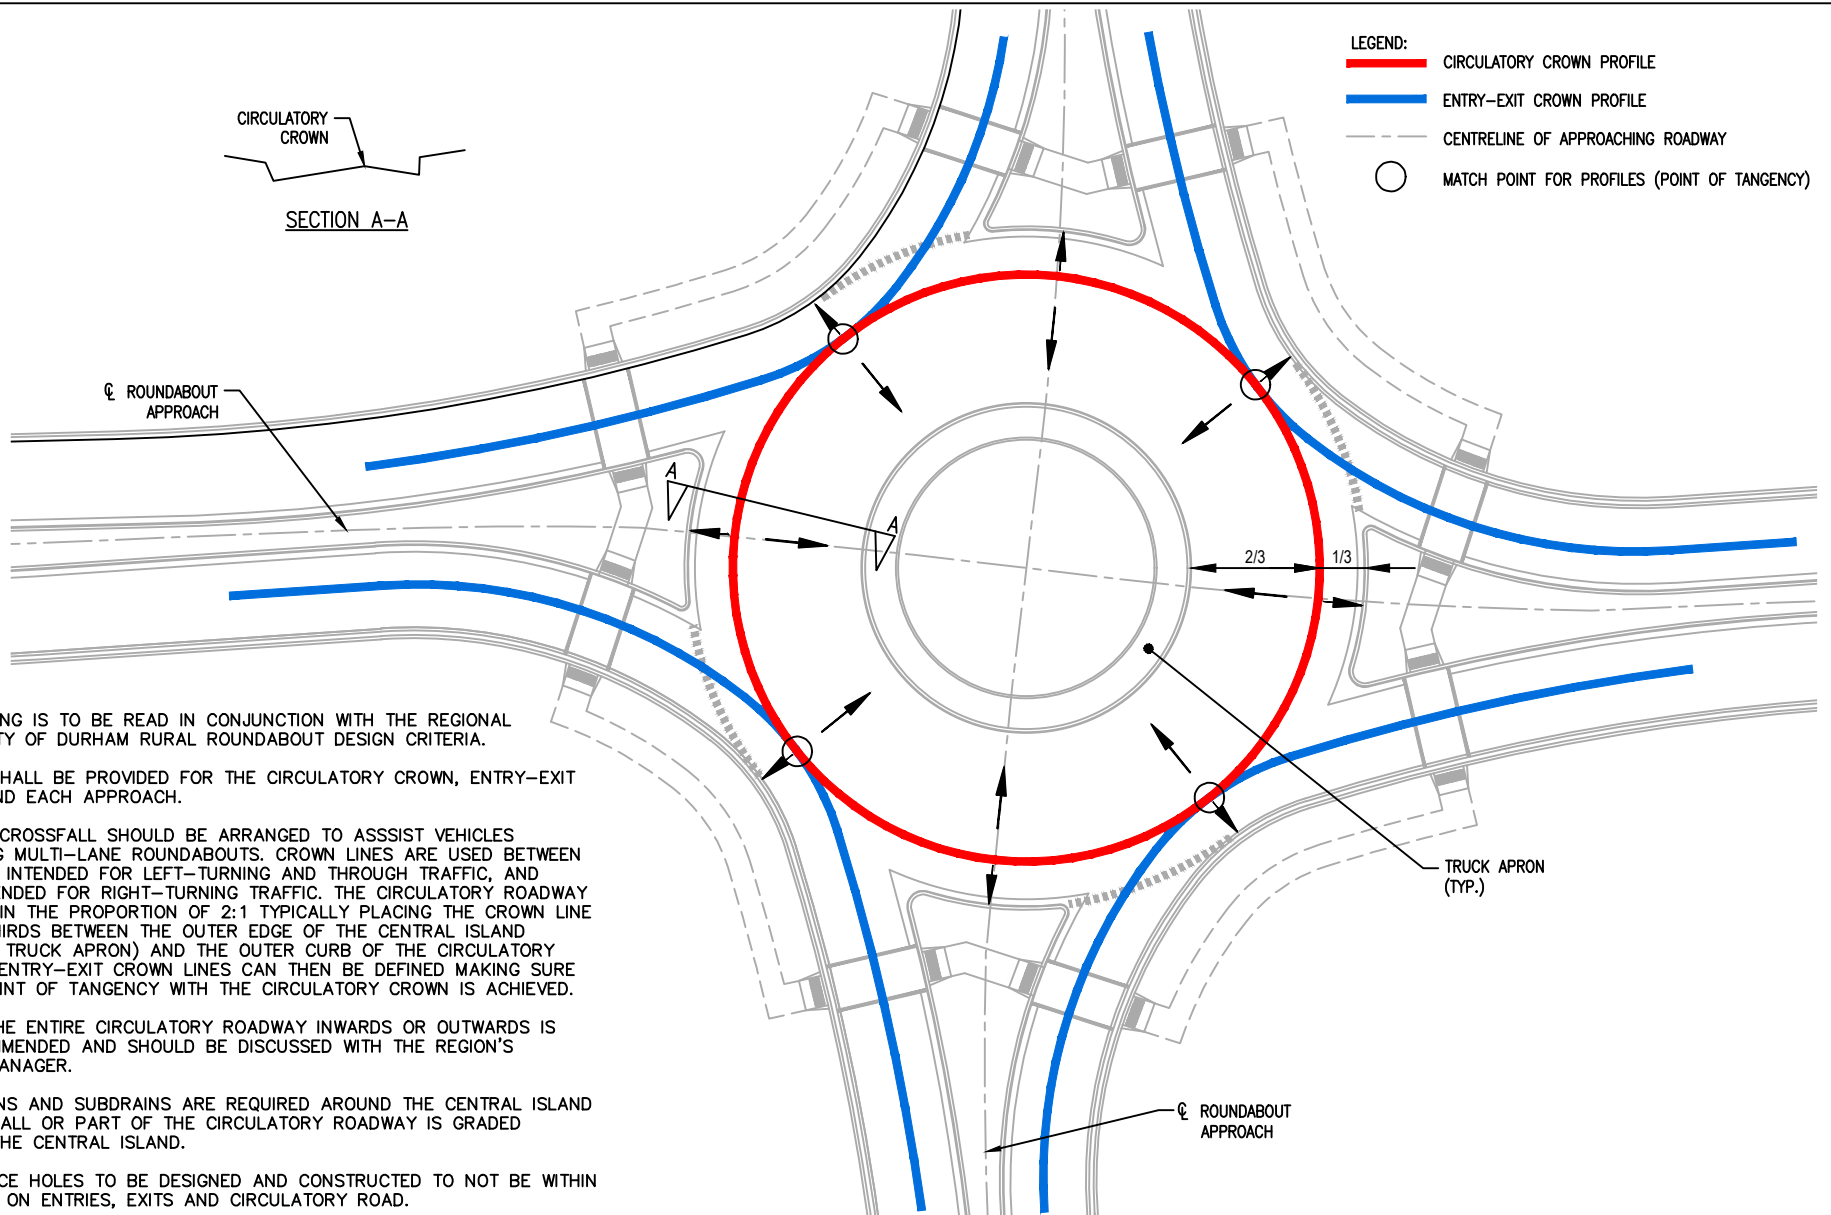 LEGEND:
CIRCULATORY CROWN PROFILE
ENTRY–EXIT CROWN PROFILE
CENTRELINE OF APPROACHING ROADWAY
MATCH POINT FOR PROFILES (POINT OF TANGENCY)
CIRCULATORY
CROWN
SECTION A–A
℄ ROUNDABOUT
APPROACH
A
A
2/3
1/3
TRUCK APRON
(TYP.)
℄ ROUNDABOUT
APPROACH
NG IS TO BE READ IN CONJUNCTION WITH THE REGIONAL
TY OF DURHAM RURAL ROUNDABOUT DESIGN CRITERIA.
SHALL BE PROVIDED FOR THE CIRCULATORY CROWN, ENTRY–EXIT
ND EACH APPROACH.
CROSSFALL SHOULD BE ARRANGED TO ASSSIST VEHICLES
G MULTI–LANE ROUNDABOUTS. CROWN LINES ARE USED BETWEEN
INTENDED FOR LEFT–TURNING AND THROUGH TRAFFIC, AND
ENDED FOR RIGHT–TURNING TRAFFIC. THE CIRCULATORY ROADWAY
IN THE PROPORTION OF 2:1 TYPICALLY PLACING THE CROWN LINE
HIRDS BETWEEN THE OUTER EDGE OF THE CENTRAL ISLAND
TRUCK APRON) AND THE OUTER CURB OF THE CIRCULATORY
ENTRY–EXIT CROWN LINES CAN THEN BE DEFINED MAKING SURE
INT OF TANGENCY WITH THE CIRCULATORY CROWN IS ACHIEVED.
HE ENTIRE CIRCULATORY ROADWAY INWARDS OR OUTWARDS IS
MMENDED AND SHOULD BE DISCUSSED WITH THE REGION'S
ANAGER.
NS AND SUBDRAINS ARE REQUIRED AROUND THE CENTRAL ISLAND
ALL OR PART OF THE CIRCULATORY ROADWAY IS GRADED
HE CENTRAL ISLAND.
CE HOLES TO BE DESIGNED AND CONSTRUCTED TO NOT BE WITHIN
ON ENTRIES, EXITS AND CIRCULATORY ROAD.